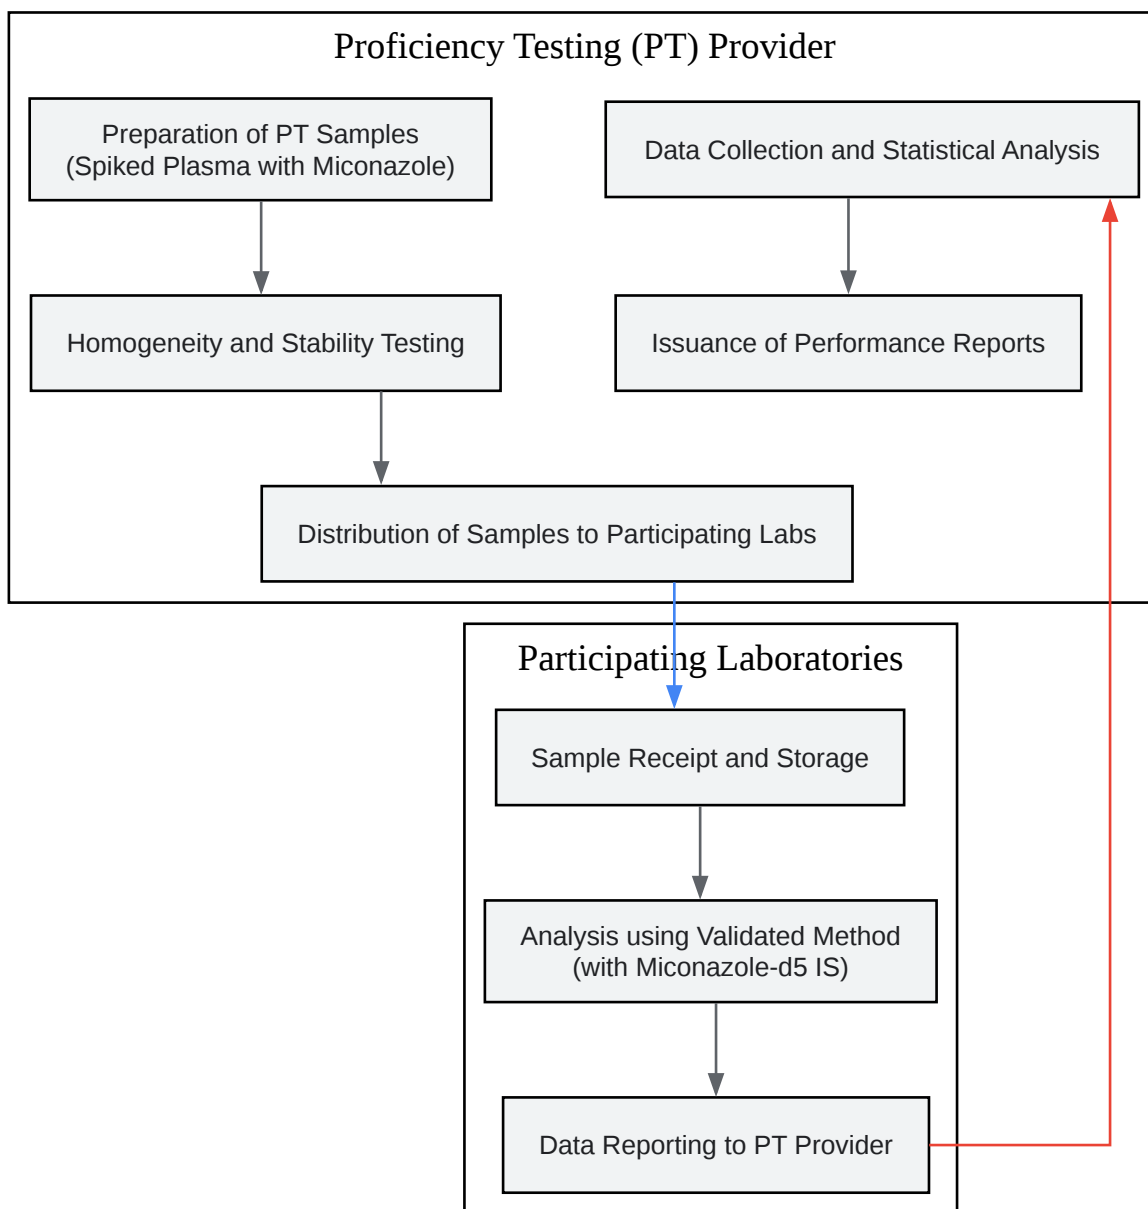 Proficiency Testing (PT) Provider
Preparation of PT Samples
(Spiked Plasma with Miconazole)
Data Collection and Statistical Analysis
Homogeneity and Stability Testing
Issuance of Performance Reports
Distribution of Samples to Participating Labs
Participating Laboratories
Sample Receipt and Storage
Analysis using Validated Method
(with Miconazole-d5 IS)
Data Reporting to PT Provider